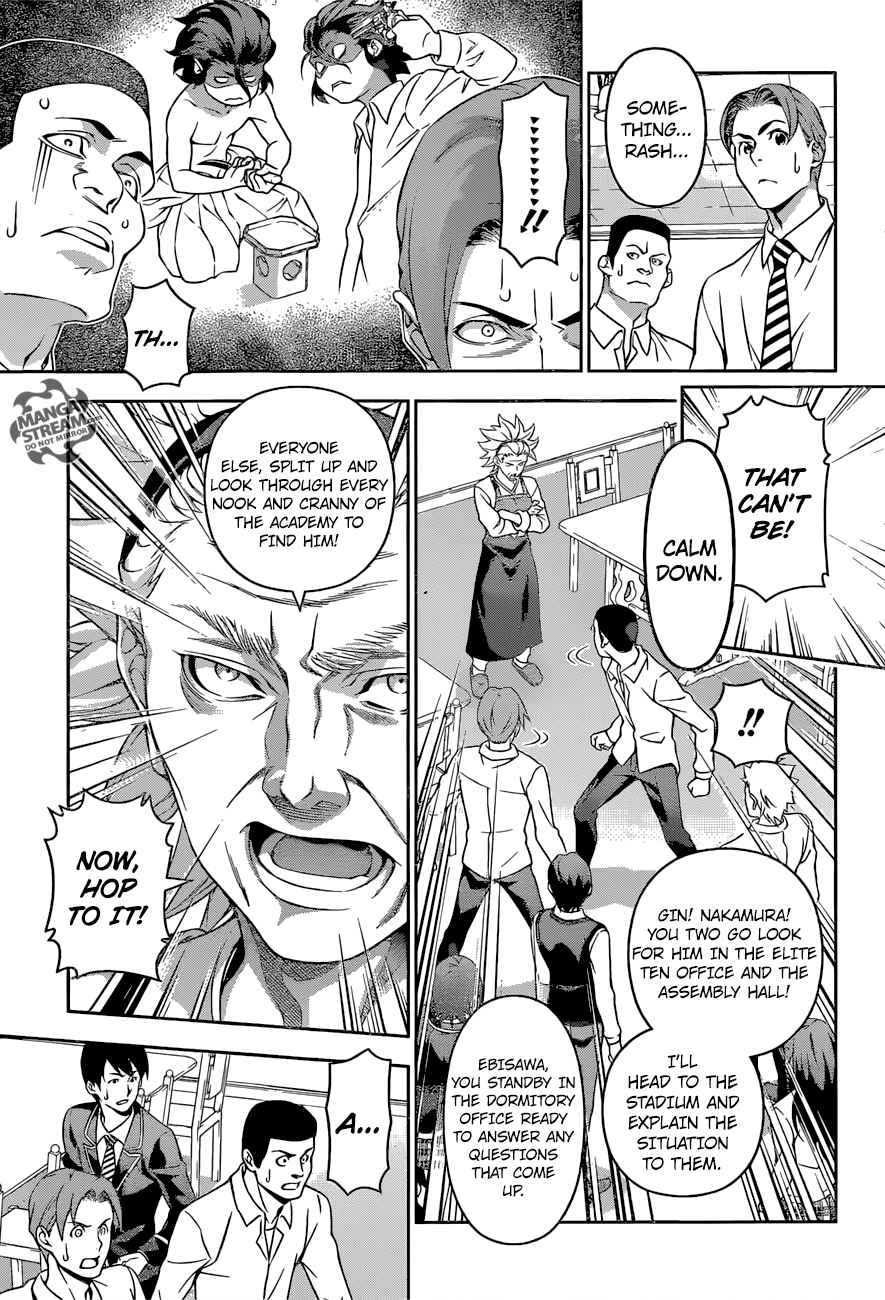 SOME-
THING...
RASH...
!!
TH...
THAT
CAN'T
BE!
CALM
DOWN.
!!
GIN! NAKAMURA!
YOU TWO GO LOOK
FOR HIM IN THE ELITE
TEN OFFICE AND THE
ASSEMBLY HALL!
I'LL
HEAD TO THE
STADIUM AND
EXPLAIN THE
SITUATION
TO THEM.
EBISAWA,
YOU STANDBY IN
THE DORMITORY
OFFICE READY
TO ANSWER ANY
QUESTIONS
THAT COME
UP.
EVERYONE
ELSE, SPLIT UP AND
LOOK THROUGH EVERY
NOOK AND CRANNY OF
THE ACADEMY TO
FIND HIM!
NOW,
HOP
TO IT!
A...
MANGA
STREAM.com
DO NOT MIRROR